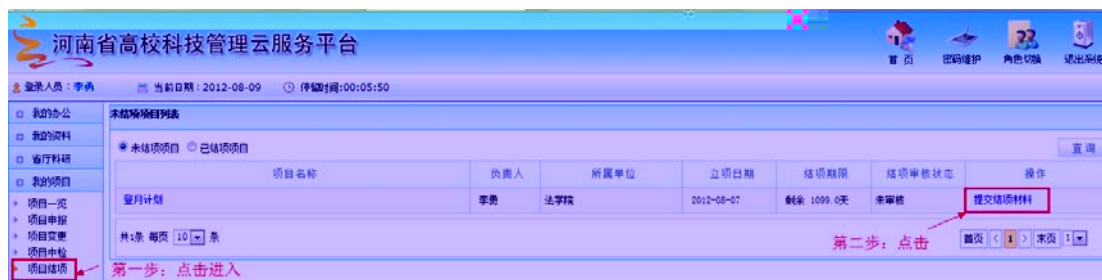 河南省高校科技管理云服务平台
首 页 密码维护 角色切换 退出系统
登录人员：李勇 当前日期：2012-08-09 停留时间:00:05:50
我的办公
未结项项目列表
我的资料
未结项项目 已结项项目
查 询
省厅科研
项目名称 负责人 所属单位 立项日期 结项期限 结项审核状态 操作
我的项目
登月计划 李勇 法学院 2012-08-07 剩余 1099.0天 未审核 提交结项材料
项目一览
项目申报
项目变更
共1条 每页 10 条
第二步：点击
首页 < 1 > 末页 1
项目中检
项目结项
第一步：点击进入